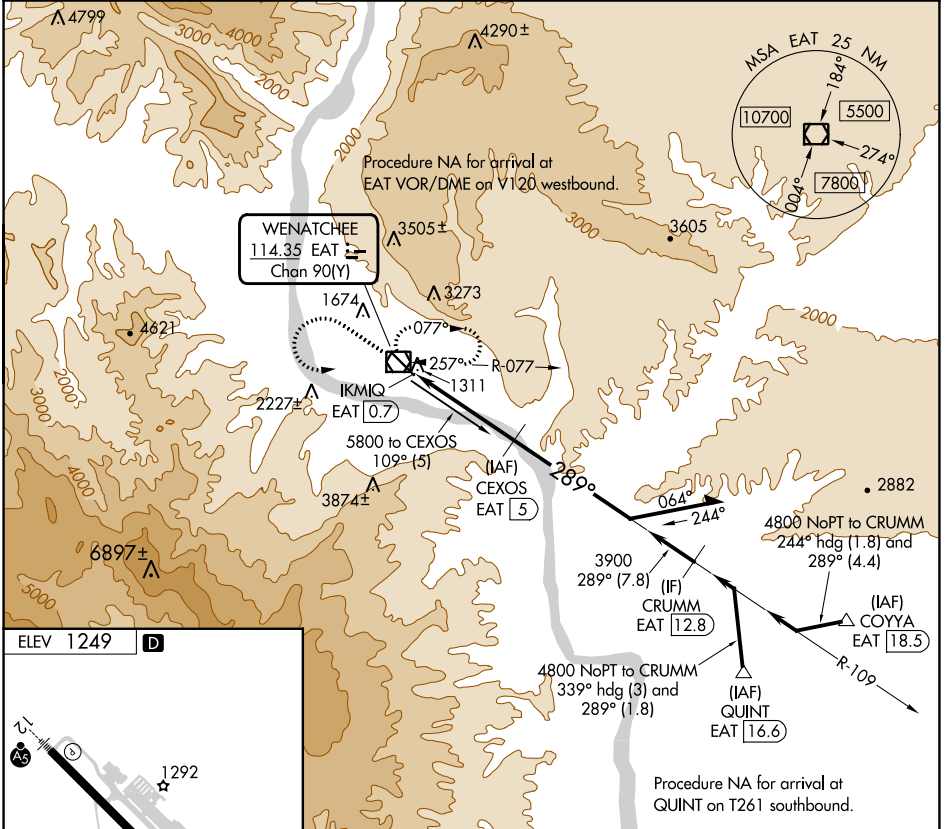 4799
3000
4000
2000
4290±
MSA EAT 25 NM
184°
10700
5500
274°
7800
004°
2000
Procedure NA for arrival at
EAT VOR/DME on V120 westbound.
3000
3605
WENATCHEE
114.35 EAT
Chan 90(Y)
3505±
3273
1674
4621
2000
077°
257°
R-077
1311
IKMIQ
EAT 0.7
2227±
3000
5800 to CEXOS
109° (5)
(IAF)
CEXOS
EAT 5
289°
4000
3874±
064°
244°
2882
4800 NoPT to CRUMM
244° hdg (1.8) and
289° (4.4)
6897±
5000
3900
289° (7.8)
(IF)
CRUMM
EAT 12.8
(IAF)
COYYA
EAT 18.5
R-109
4800 NoPT to CRUMM
339° hdg (3) and
289° (1.8)
(IAF)
QUINT
EAT 16.6
ELEV 1249 D
12
A5
P
1292
Procedure NA for arrival at
QUINT on T261 southbound.